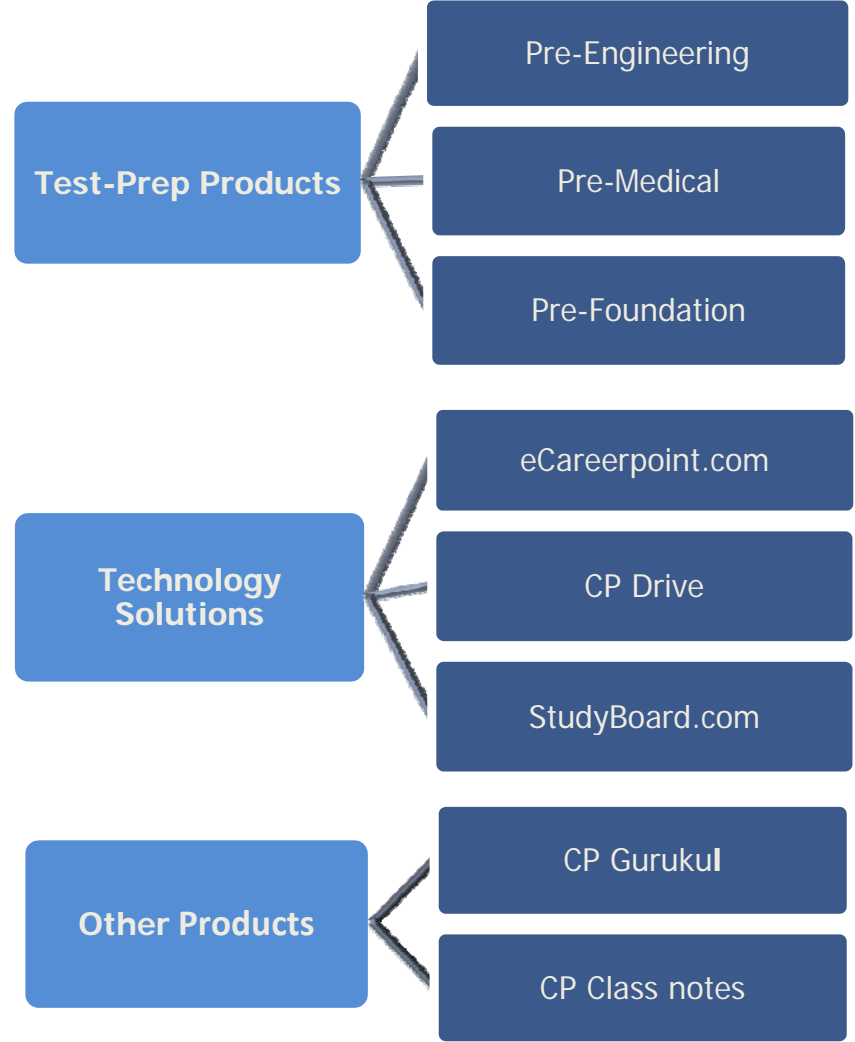 Test-Prep Products
Pre-Engineering
Pre-Medical
Pre-Foundation
Technology
Solutions
eCareerpoint.com
CP Drive
StudyBoard.com
Other Products
CP Gurukul
CP Class notes